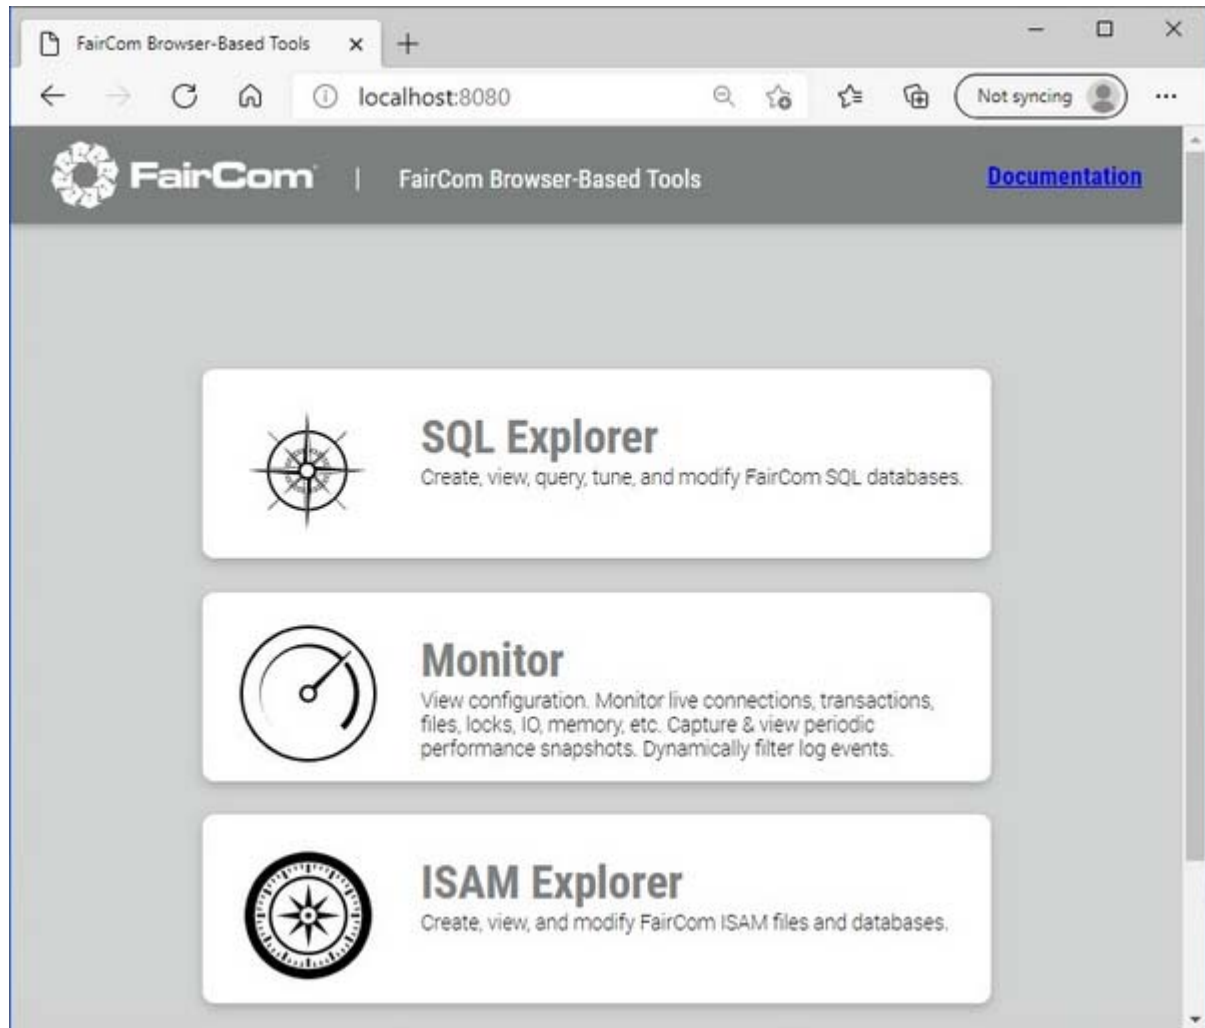 FairCom Browser-Based Tools
localhost:8080
Not syncing
FairCom | FairCom Browser-Based Tools
Documentation
SQL Explorer
Create, view, query, tune, and modify FairCom SQL databases.
Monitor
View configuration. Monitor live connections, transactions,
files, locks, IO, memory, etc. Capture & view periodic
performance snapshots. Dynamically filter log events.
ISAM Explorer
Create, view, and modify FairCom ISAM files and databases.